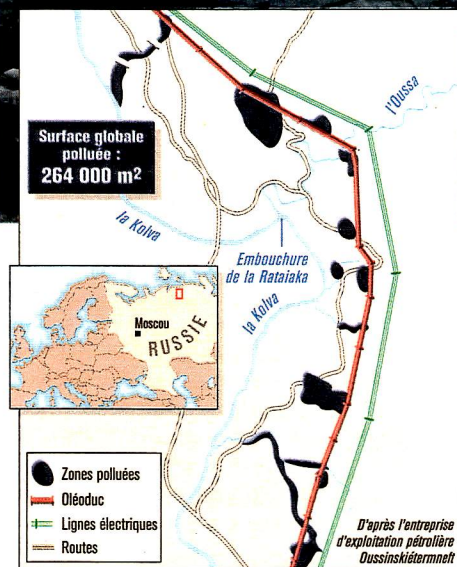 Surface globale
polluée :
264 000 m²
l'Oussa
la Kolva
Embouchure
de la Rataiaka
la Kolva
Moscou
RUSSIE
Zones polluées
Oléoduc
Lignes électriques
Routes
D'après l'entreprise
d'exploitation pétrolière
Oussinskiétermneft